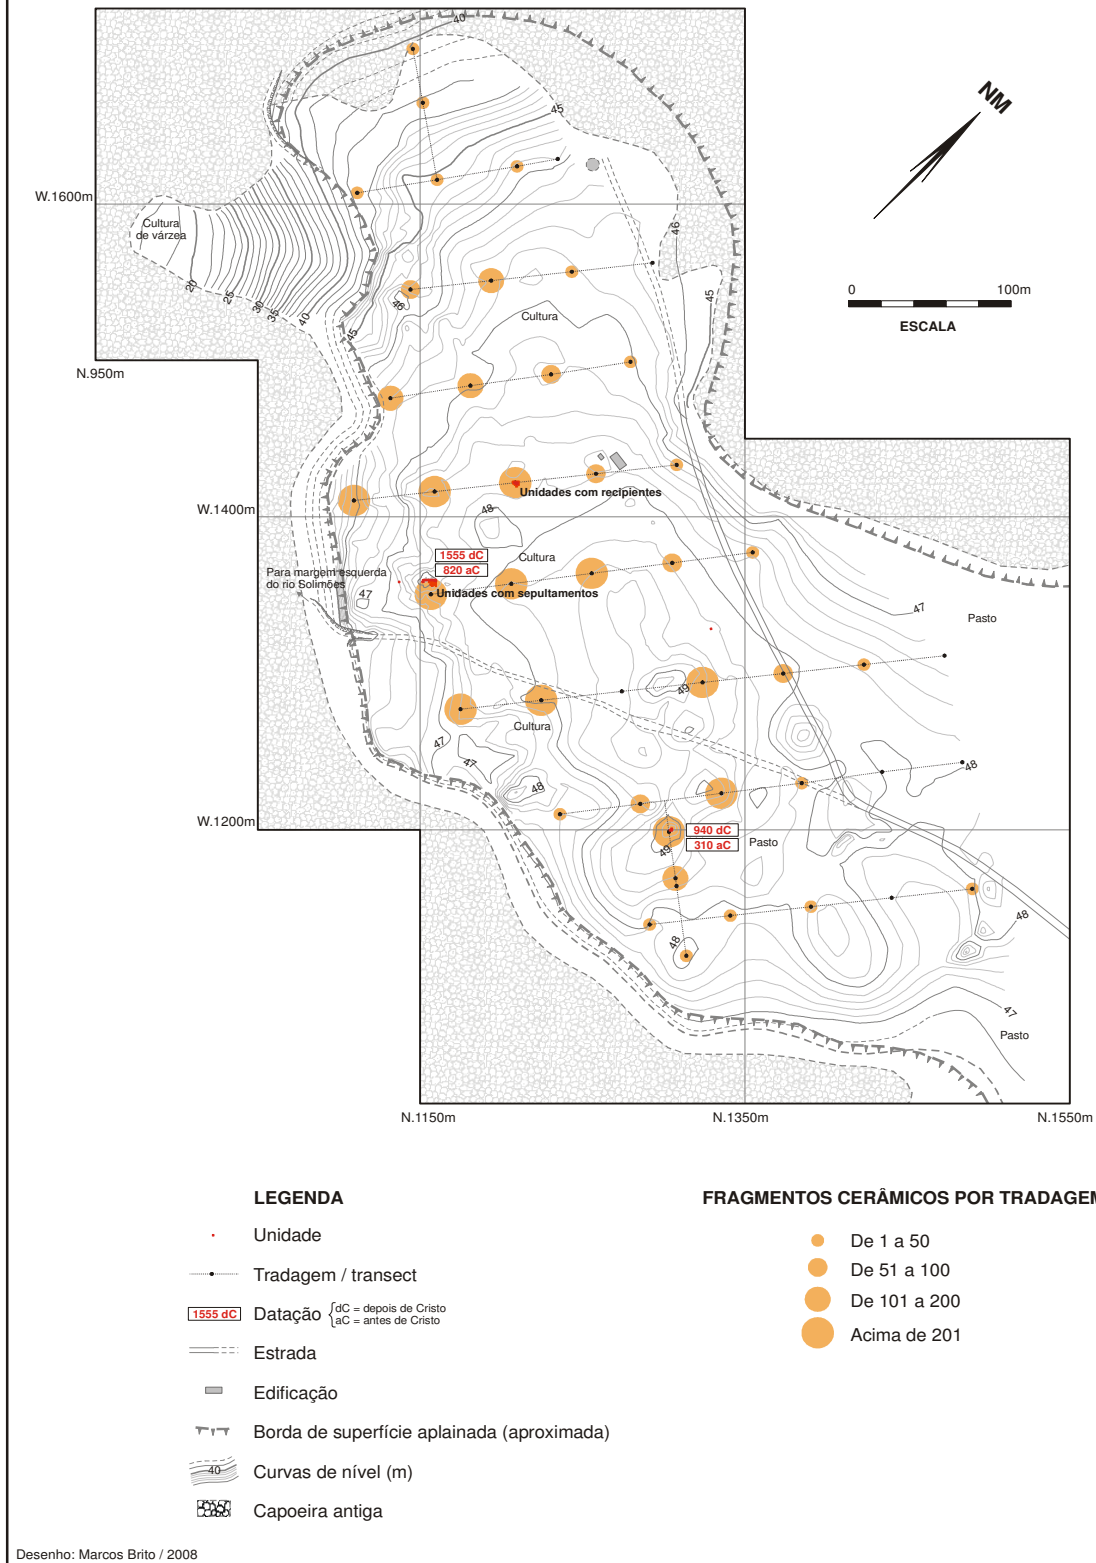 40
NM
45
W.1600m
Cultura
de várzea
46
20
25
30
35
40
45
46
45
0 100m
ESCALA
Cultura
N.950m
Unidades com recipientes
W.1400m
48
1555 dC
820 aC
Cultura
Para margem esquerda
do rio Solimões
47
Unidades com sepultamentos
47
Pasto
49
Cultura
47
47
48
48
W.1200m
940 dC
310 aC
49
Pasto
48
48
47
Pasto
N.1150m
N.1350m
N.1550m
LEGENDA
Unidade
Tradagem / transect
1555 dC Datação { dC = depois de Cristo
aC = antes de Cristo
Estrada
Edificação
Borda de superfície aplainada (aproximada)
40 Curvas de nível (m)
Capoeira antiga
FRAGMENTOS CERÂMICOS POR TRADAGEM
De 1 a 50
De 51 a 100
De 101 a 200
Acima de 201
Desenho: Marcos Brito / 2008